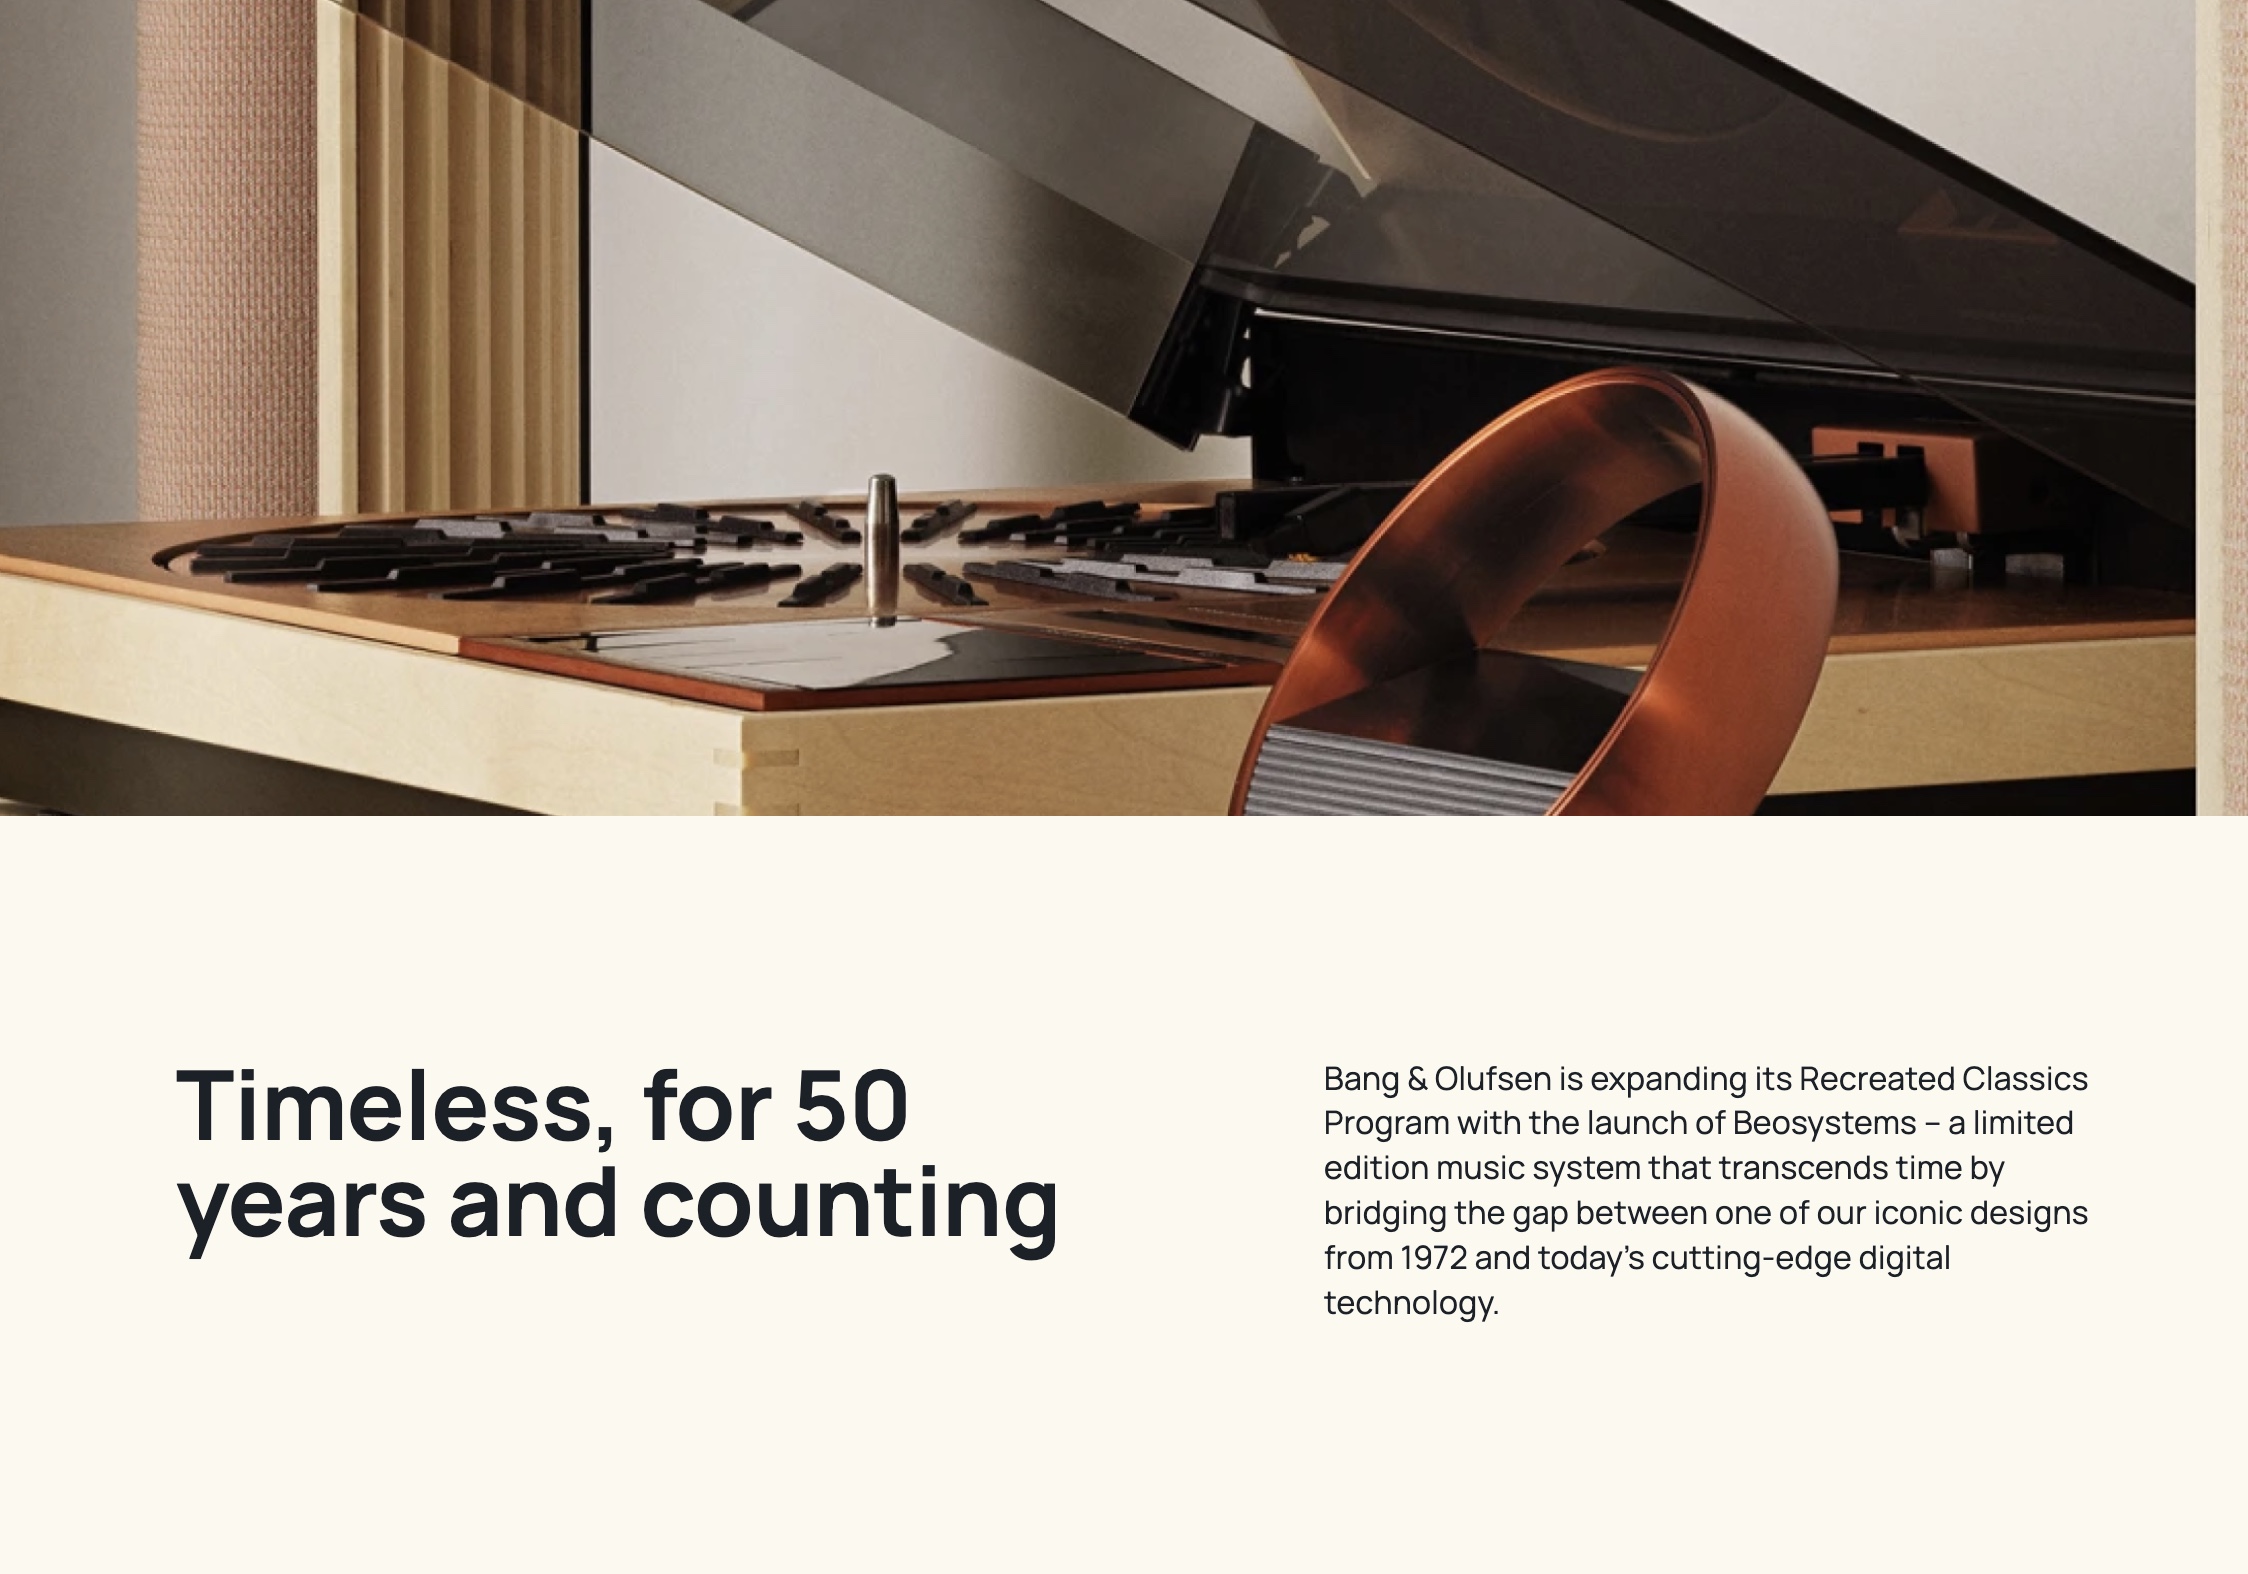 Timeless, for 50
years and counting
Bang & Olufsen is expanding its Recreated Classics
Program with the launch of Beosystems – a limited
edition music system that transcends time by
bridging the gap between one of our iconic designs
from 1972 and today’s cutting-edge digital
technology.